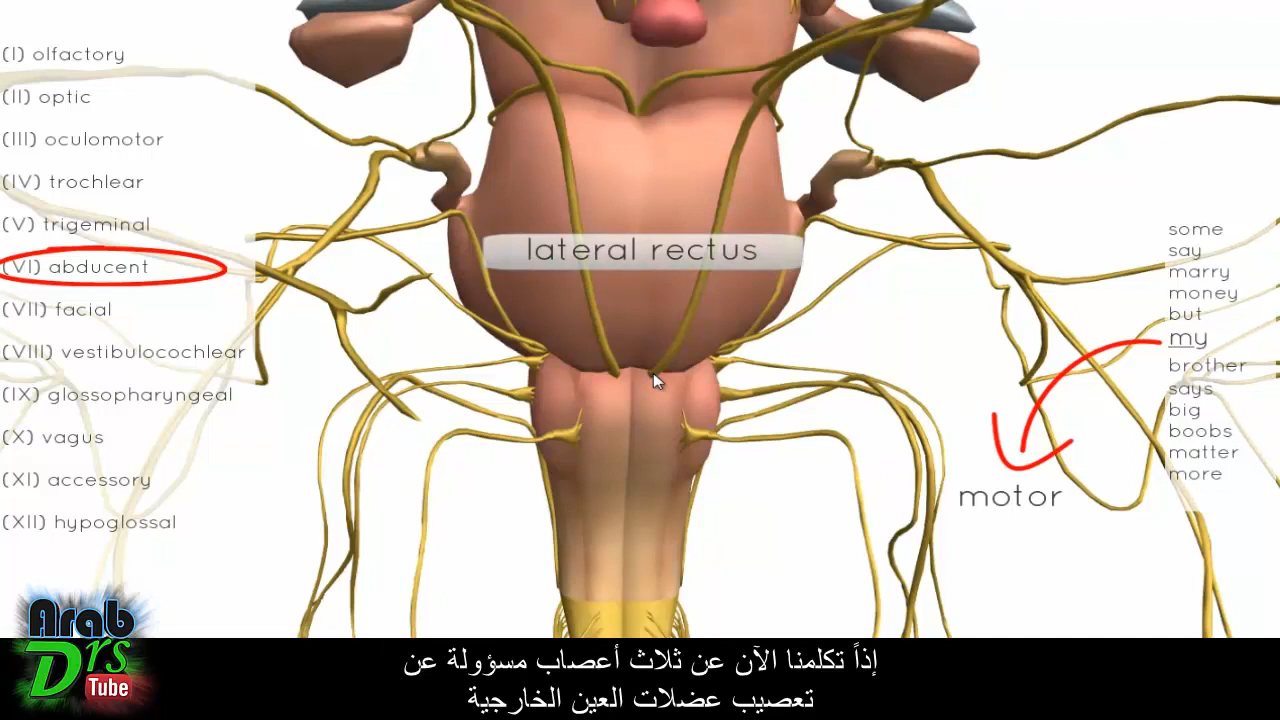 (I) olfactory
(II) optic
(III) oculomotor
(IV) trochlear
(V) trigeminal
(VI) abducent
(VII) facial
(VIII) vestibulocochlear
(IX) glossopharyngeal
(X) vagus
(XI) accessory
(XII) hypoglossal
lateral rectus
some
say
marry
money
but
my
brother
says
big
boobs
matter
more
motor
Arab
Drs
Tube
إذاً تكلمنا الآن عن ثلاث أعصاب مسؤولة عن
تعصيب عضلات العين الخارجية